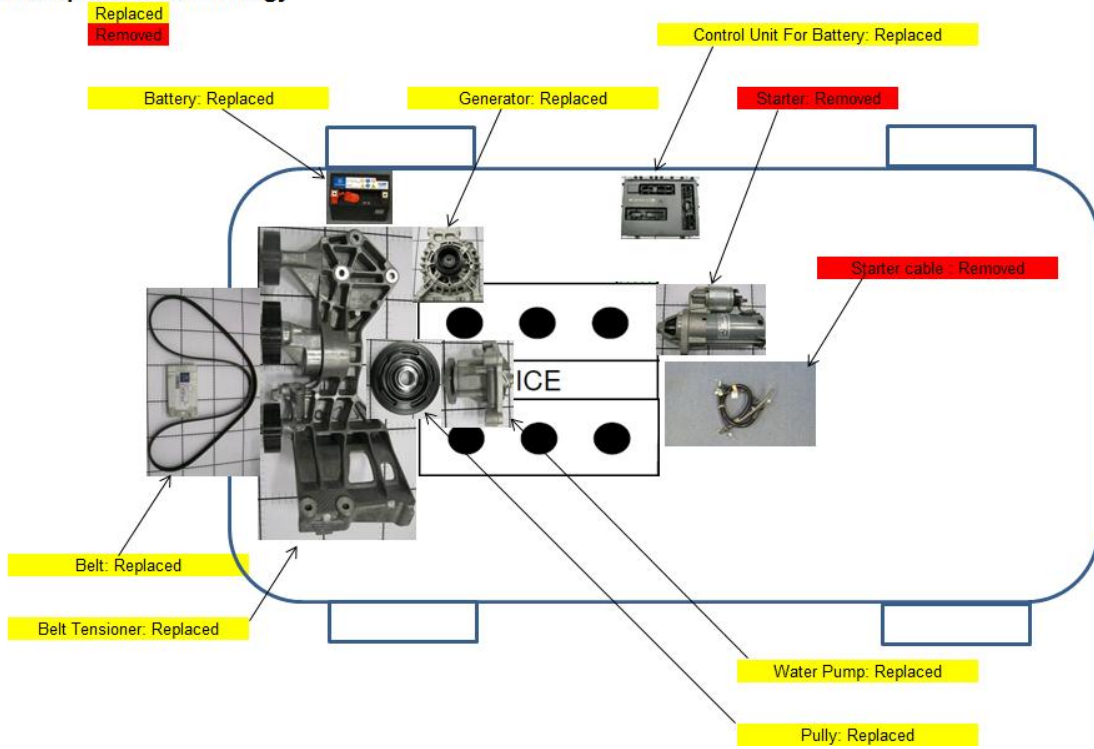 Replaced
Removed
Control Unit For Battery: Replaced
Battery: Replaced
Generator: Replaced
Starter: Removed
Starter cable : Removed
ICE
Belt: Replaced
Belt Tensioner: Replaced
Water Pump: Replaced
Pully: Replaced